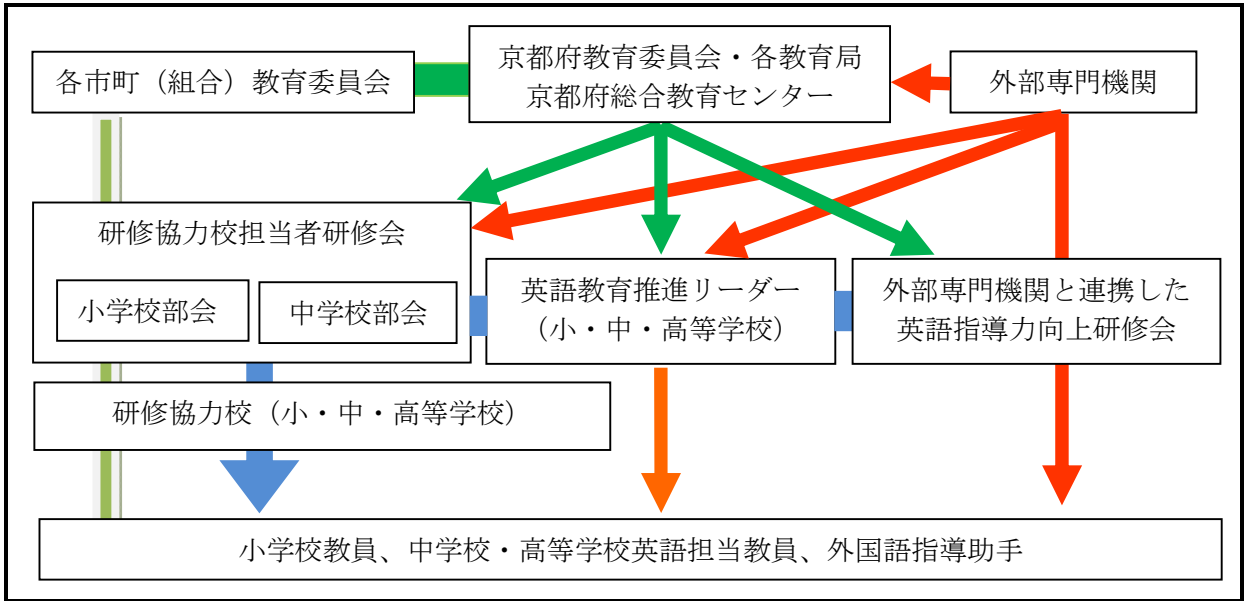 各市町（組合）教育委員会
京都府教育委員会・各教育局
京都府総合教育センター
外部専門機関
研修協力校担当者研修会
小学校部会
中学校部会
英語教育推進リーダー
（小・中・高等学校）
外部専門機関と連携した
英語指導力向上研修会
研修協力校（小・中・高等学校）
小学校教員、中学校・高等学校英語担当教員、外国語指導助手